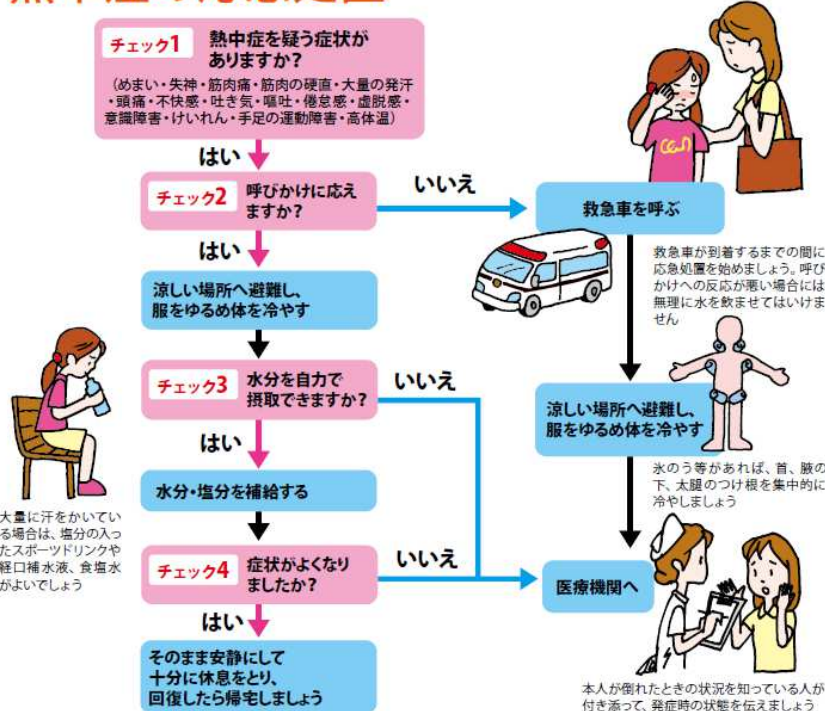 チェック1
熱中症を疑う症状が
ありますか？
（めまい・失神・筋肉痛・筋肉の硬直・大量の発汗
・頭痛・不快感・吐き気・嘔吐・倦怠感・虚脱感・
意識障害・けいれん・手足の運動障害・高体温）
はい
チェック2
呼びかけに応え
ますか？
いいえ
救急車を呼ぶ
救急車が到着するまでの間に
応急処置を始めましょう。呼び
かけへの反応が悪い場合には
無理に水を飲ませてはいけま
せん
はい
涼しい場所へ避難し、
服をゆるめ体を冷やす
チェック3
水分を自力で
摂取できますか？
いいえ
涼しい場所へ避難し、
服をゆるめ体を冷やす
氷のう等があれば、首、腋の
下、太腿のつけ根を集中的に
冷やしましょう
はい
水分・塩分を補給する
大量に汗をかいてい
る場合は、塩分の入っ
たスポーツドリンクや
経口補水液、食塩水
がよいでしょう
チェック4
症状がよくなり
ましたか？
いいえ
医療機関へ
はい
そのまま安静にして
十分に休息をとり、
回復したら帰宅しましょう
本人が倒れたときの状況を知っている人が
付き添って、発症時の状態を伝えましょう